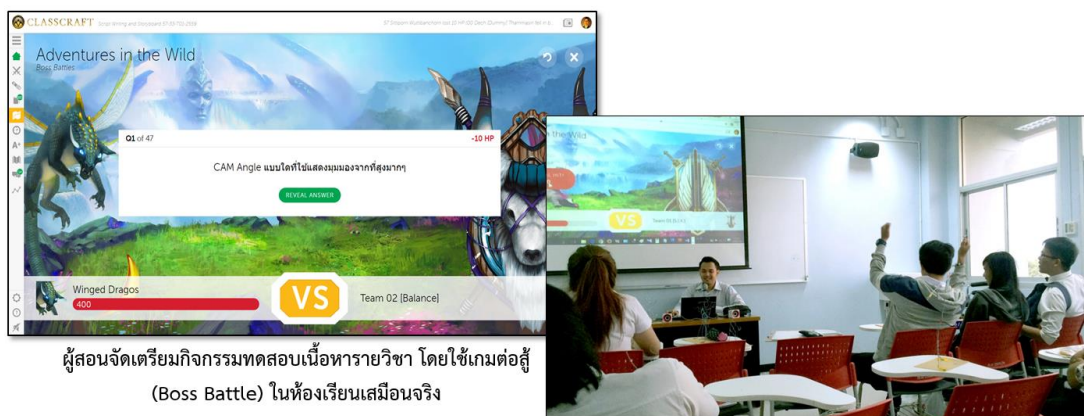 CLASSCRAFT
Adventures in the Wild
Boss Battles
Q1 of 47
-10 HP
CAM Angle แบบใดที่ใช้แสดงมุมมองจากที่สูงมากๆ
REVEAL ANSWER
Winged Dragos
400
VS
Team 02 [Balance]
the Wild
VS
ผู้สอนจัดเตรียมกิจกรรมทดสอบเนื้อหารายวิชา โดยใช้เกมต่อสู้
(Boss Battle) ในห้องเรียนเสมือนจริง